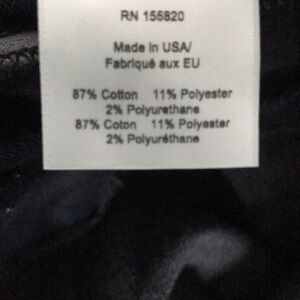 RN 155820
Made in USA/
Fabriqué aux EU
87% Cotton 11% Polyester
2% Polyurethane
87% Coton 11% Polyester
2% Polyuréthane